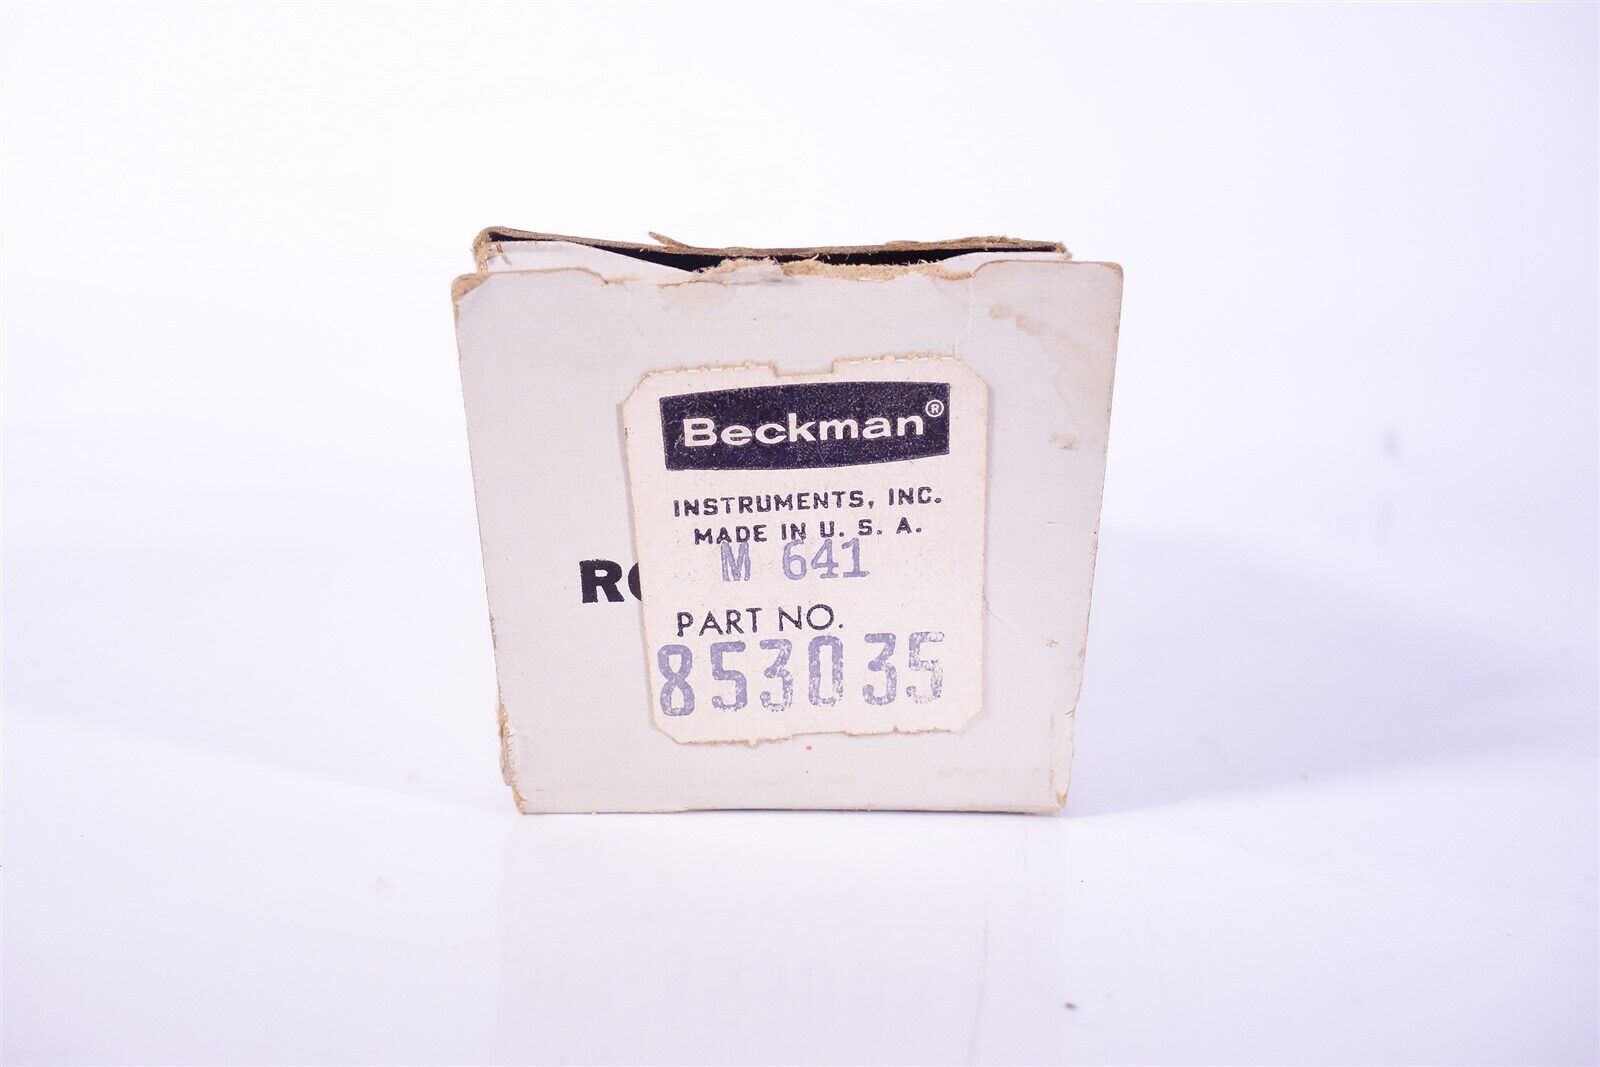 Beckman®
INSTRUMENTS, INC.
MADE IN U. S. A.
M 641
PART NO.
853035